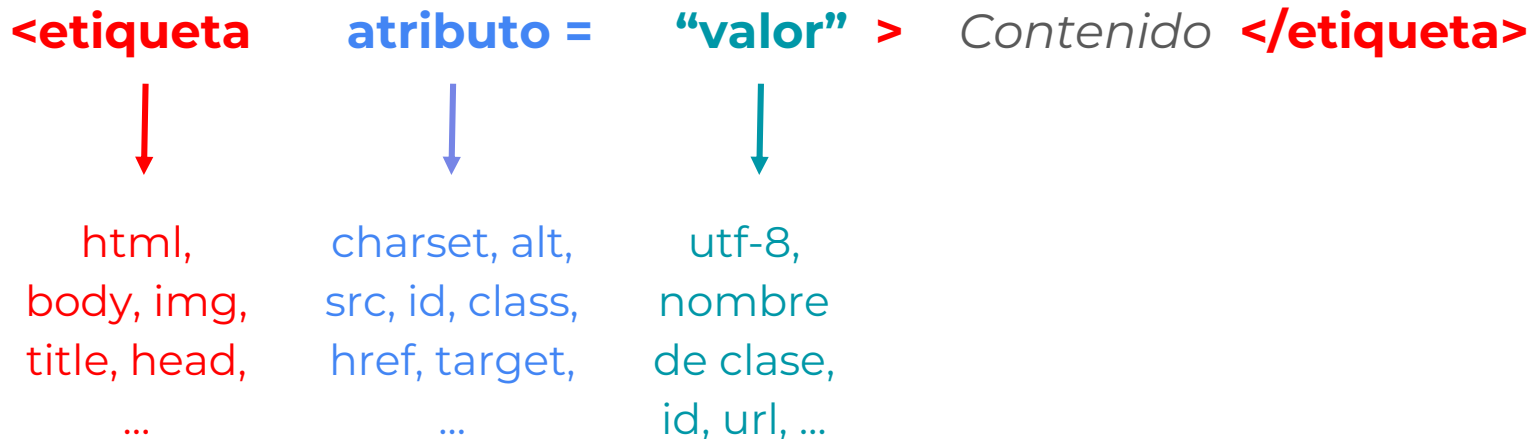 <etiqueta atributo = “valor” > Contenido </etiqueta>
html,
body, img,
title, head,
...
charset, alt,
src, id, class,
href, target,
...
utf-8,
nombre
de clase,
id, url, ...